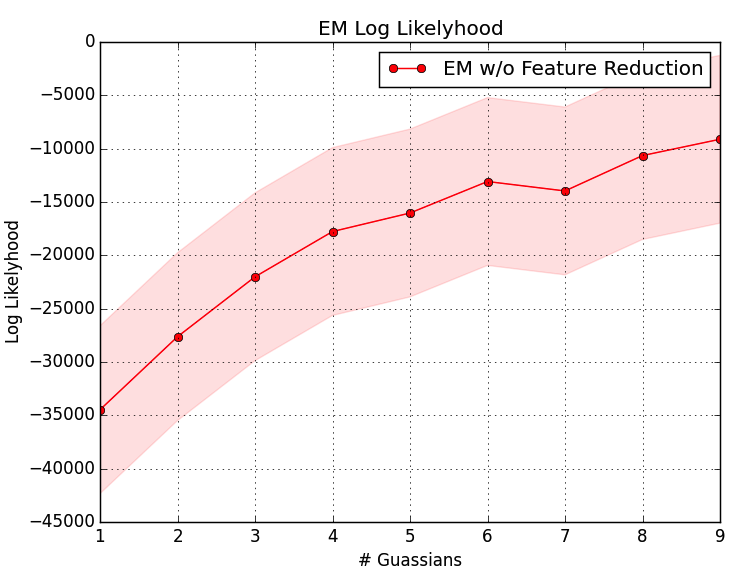 EM Log Likelyhood
EM w/o Feature Reduction
0
−5000
−10000
−15000
−20000
−25000
−30000
−35000
−40000
−45000
Log Likelyhood
1 2 3 4 5 6 7 8 9
# Guassians